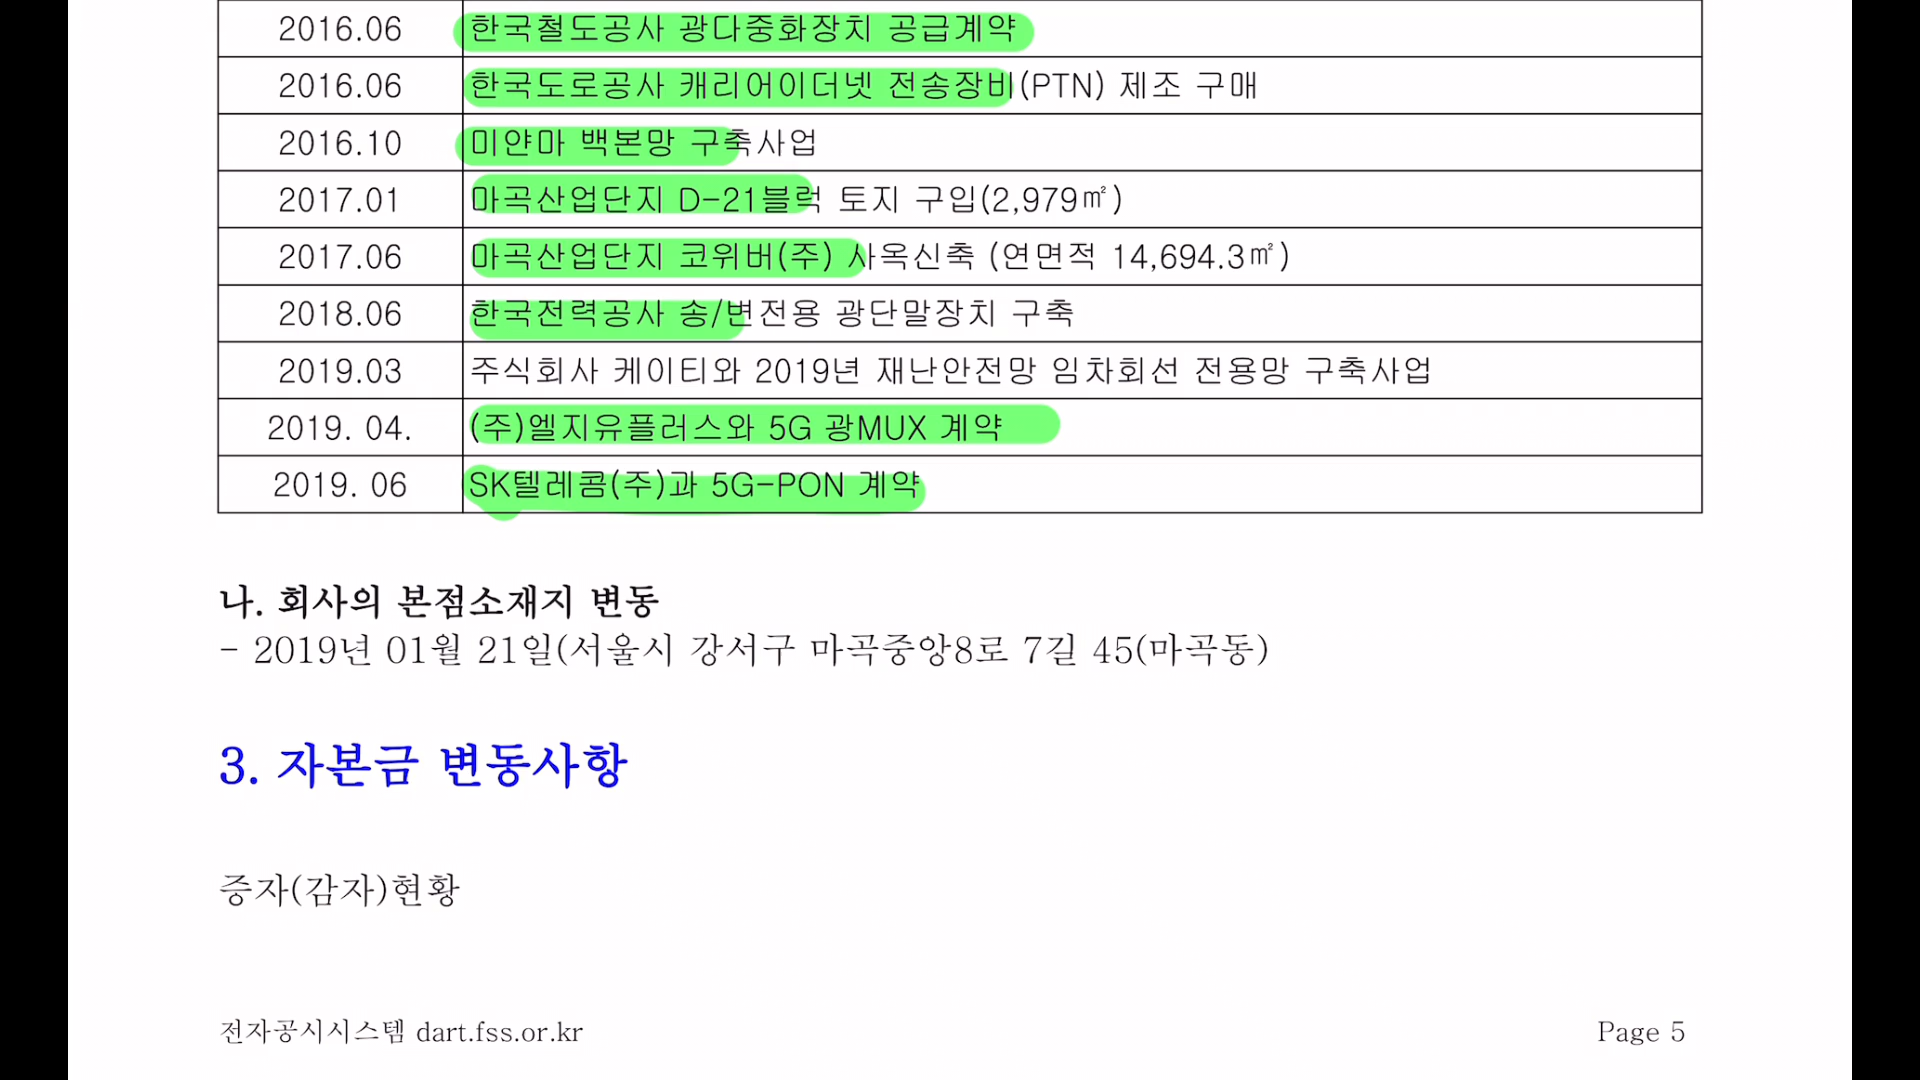 2016.06 한국철도공사 광다중화장치 공급계약
2016.06 한국도로공사 캐리어이더넷 전송장비(PTN) 제조 구매
2016.10 미얀마 백본망 구축사업
2017.01 마곡산업단지 D-21블럭 토지 구입(2,979㎡)
2017.06 마곡산업단지 코위버(주) 사옥신축 (연면적 14,694.3㎡)
2018.06 한국전력공사 송/변전용 광단말장치 구축
2019.03 주식회사 케이티와 2019년 재난안전망 임차회선 전용망 구축사업
2019. 04. (주)엘지유플러스와 5G 광MUX 계약
2019. 06 SK텔레콤(주)과 5G-PON 계약
나. 회사의 본점소재지 변동
- 2019년 01월 21일(서울시 강서구 마곡중앙8로 7길 45(마곡동)
3. 자본금 변동사항
증자(감자)현황
전자공시시스템 dart.fss.or.kr
Page 5